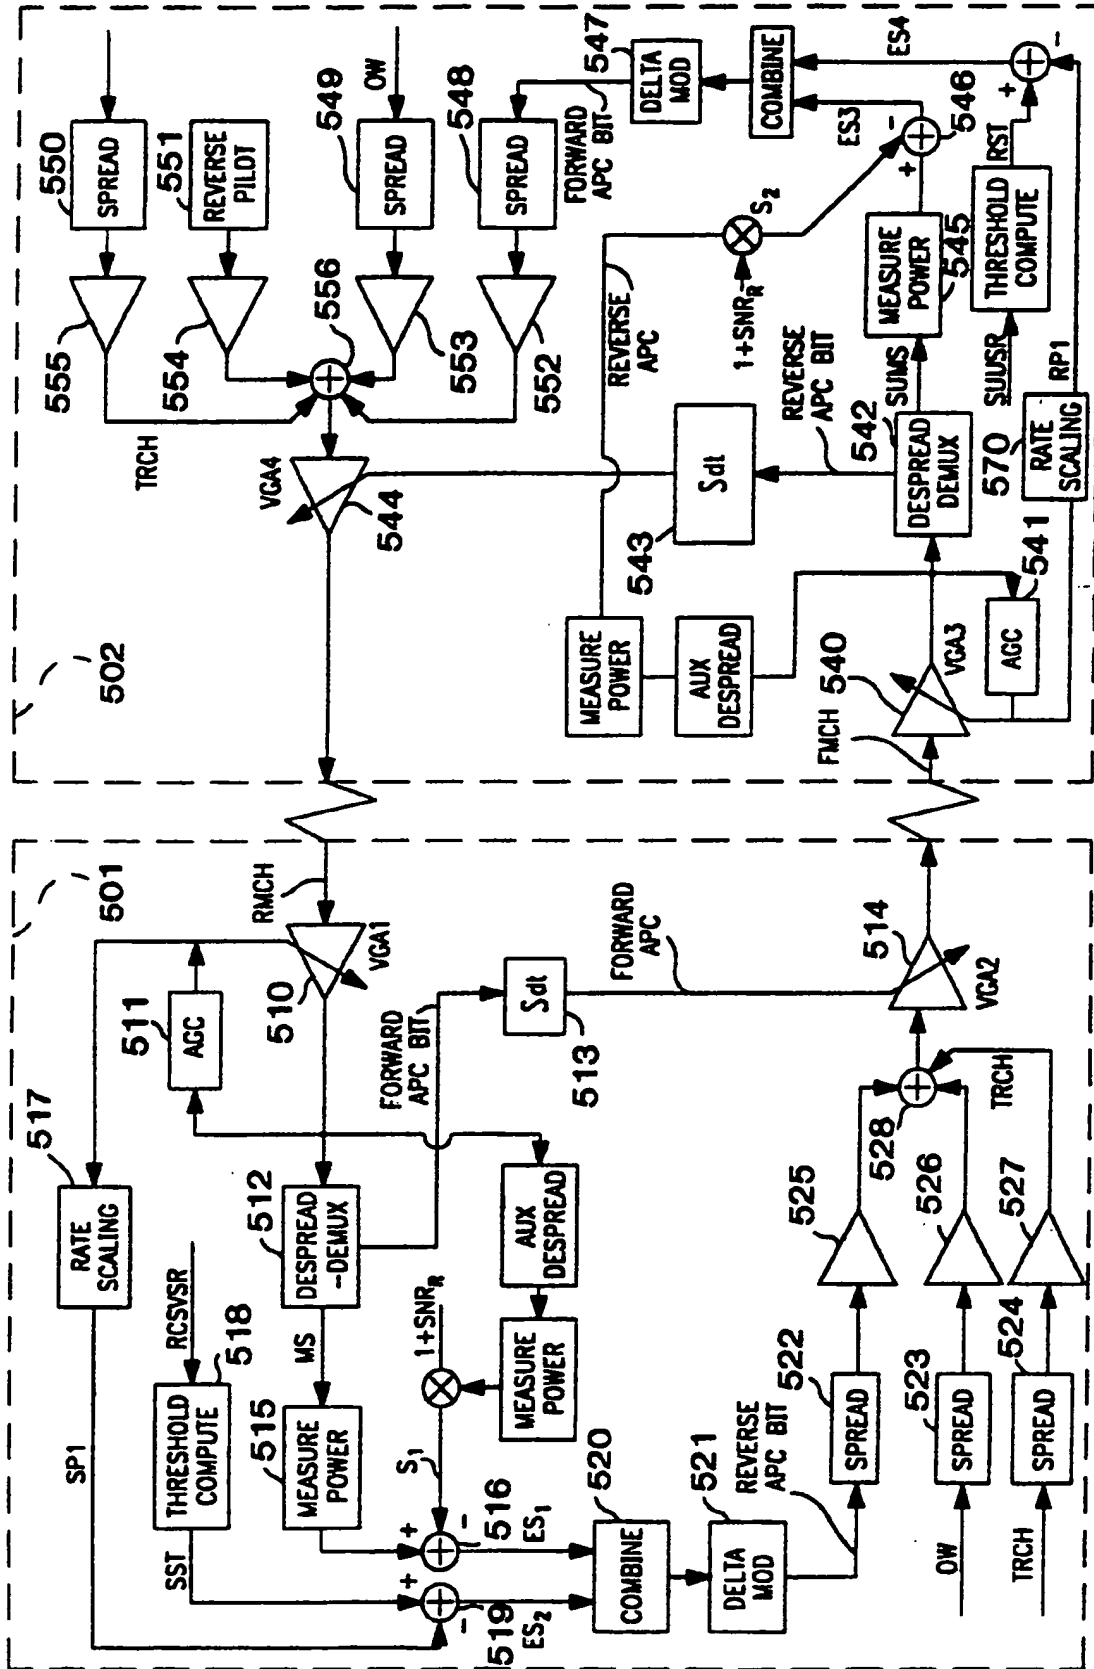 501
517
RATE
SCALING
SP1
511
AGC
RMCH
VGA1
510
RCSVSR
THRESHOLD
COMPUTE
518
SST
512
DESPREAD
-DEMUX
MS
515
MEASURE
POWER
FORWARD
APC BIT
Sdt
513
FORWARD
APC
AUX
DESPREAD
MEASURE
POWER
1+SNRR
S1
+
-
516
ES1
+
-
519
ES2
520
COMBINE
521
DELTA
MOD
REVERSE
APC BIT
522
SPREAD
525
523
SPREAD
OW
526
524
SPREAD
TRCH
527
528
TRCH
514
VGA2
502
550
SPREAD
555
TRCH
551
REVERSE
PILOT
554
556
549
SPREAD
OW
553
548
SPREAD
552
FORWARD
APC BIT
547
DELTA
MOD
COMBINE
ES3
ES4
VGA4
544
Sdt
543
REVERSE
APC
1+SNRR
S2
-
+
546
REVERSE
APC BIT
MEASURE
POWER
AUX
DESPREAD
542
DESPREAD
DEMUX
SUMS
MEASURE
POWER
545
FMCH
540
VGA3
541
AGC
SUUSR
THRESHOLD
COMPUTE
RST
+
-
570
RATE
SCALING
RP1